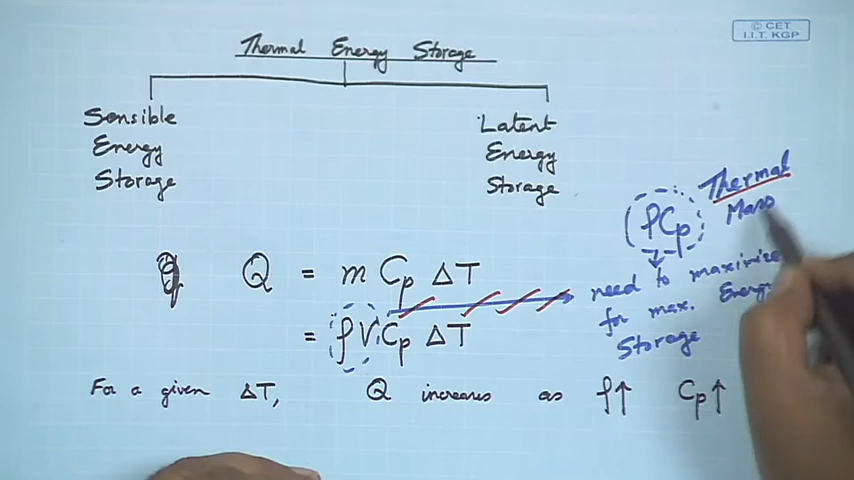 © CET
I.I.T. KGP
Thermal Energy Storage
Sensible
Energy
Storage
Latent
Energy
Storage
Thermal
Mass
ρCp
need to maximize
for max. Energy
Storage
Q = m Cp ΔT
= ρ V Cp ΔT
For a given ΔT, Q increases as ρ↑ Cp↑